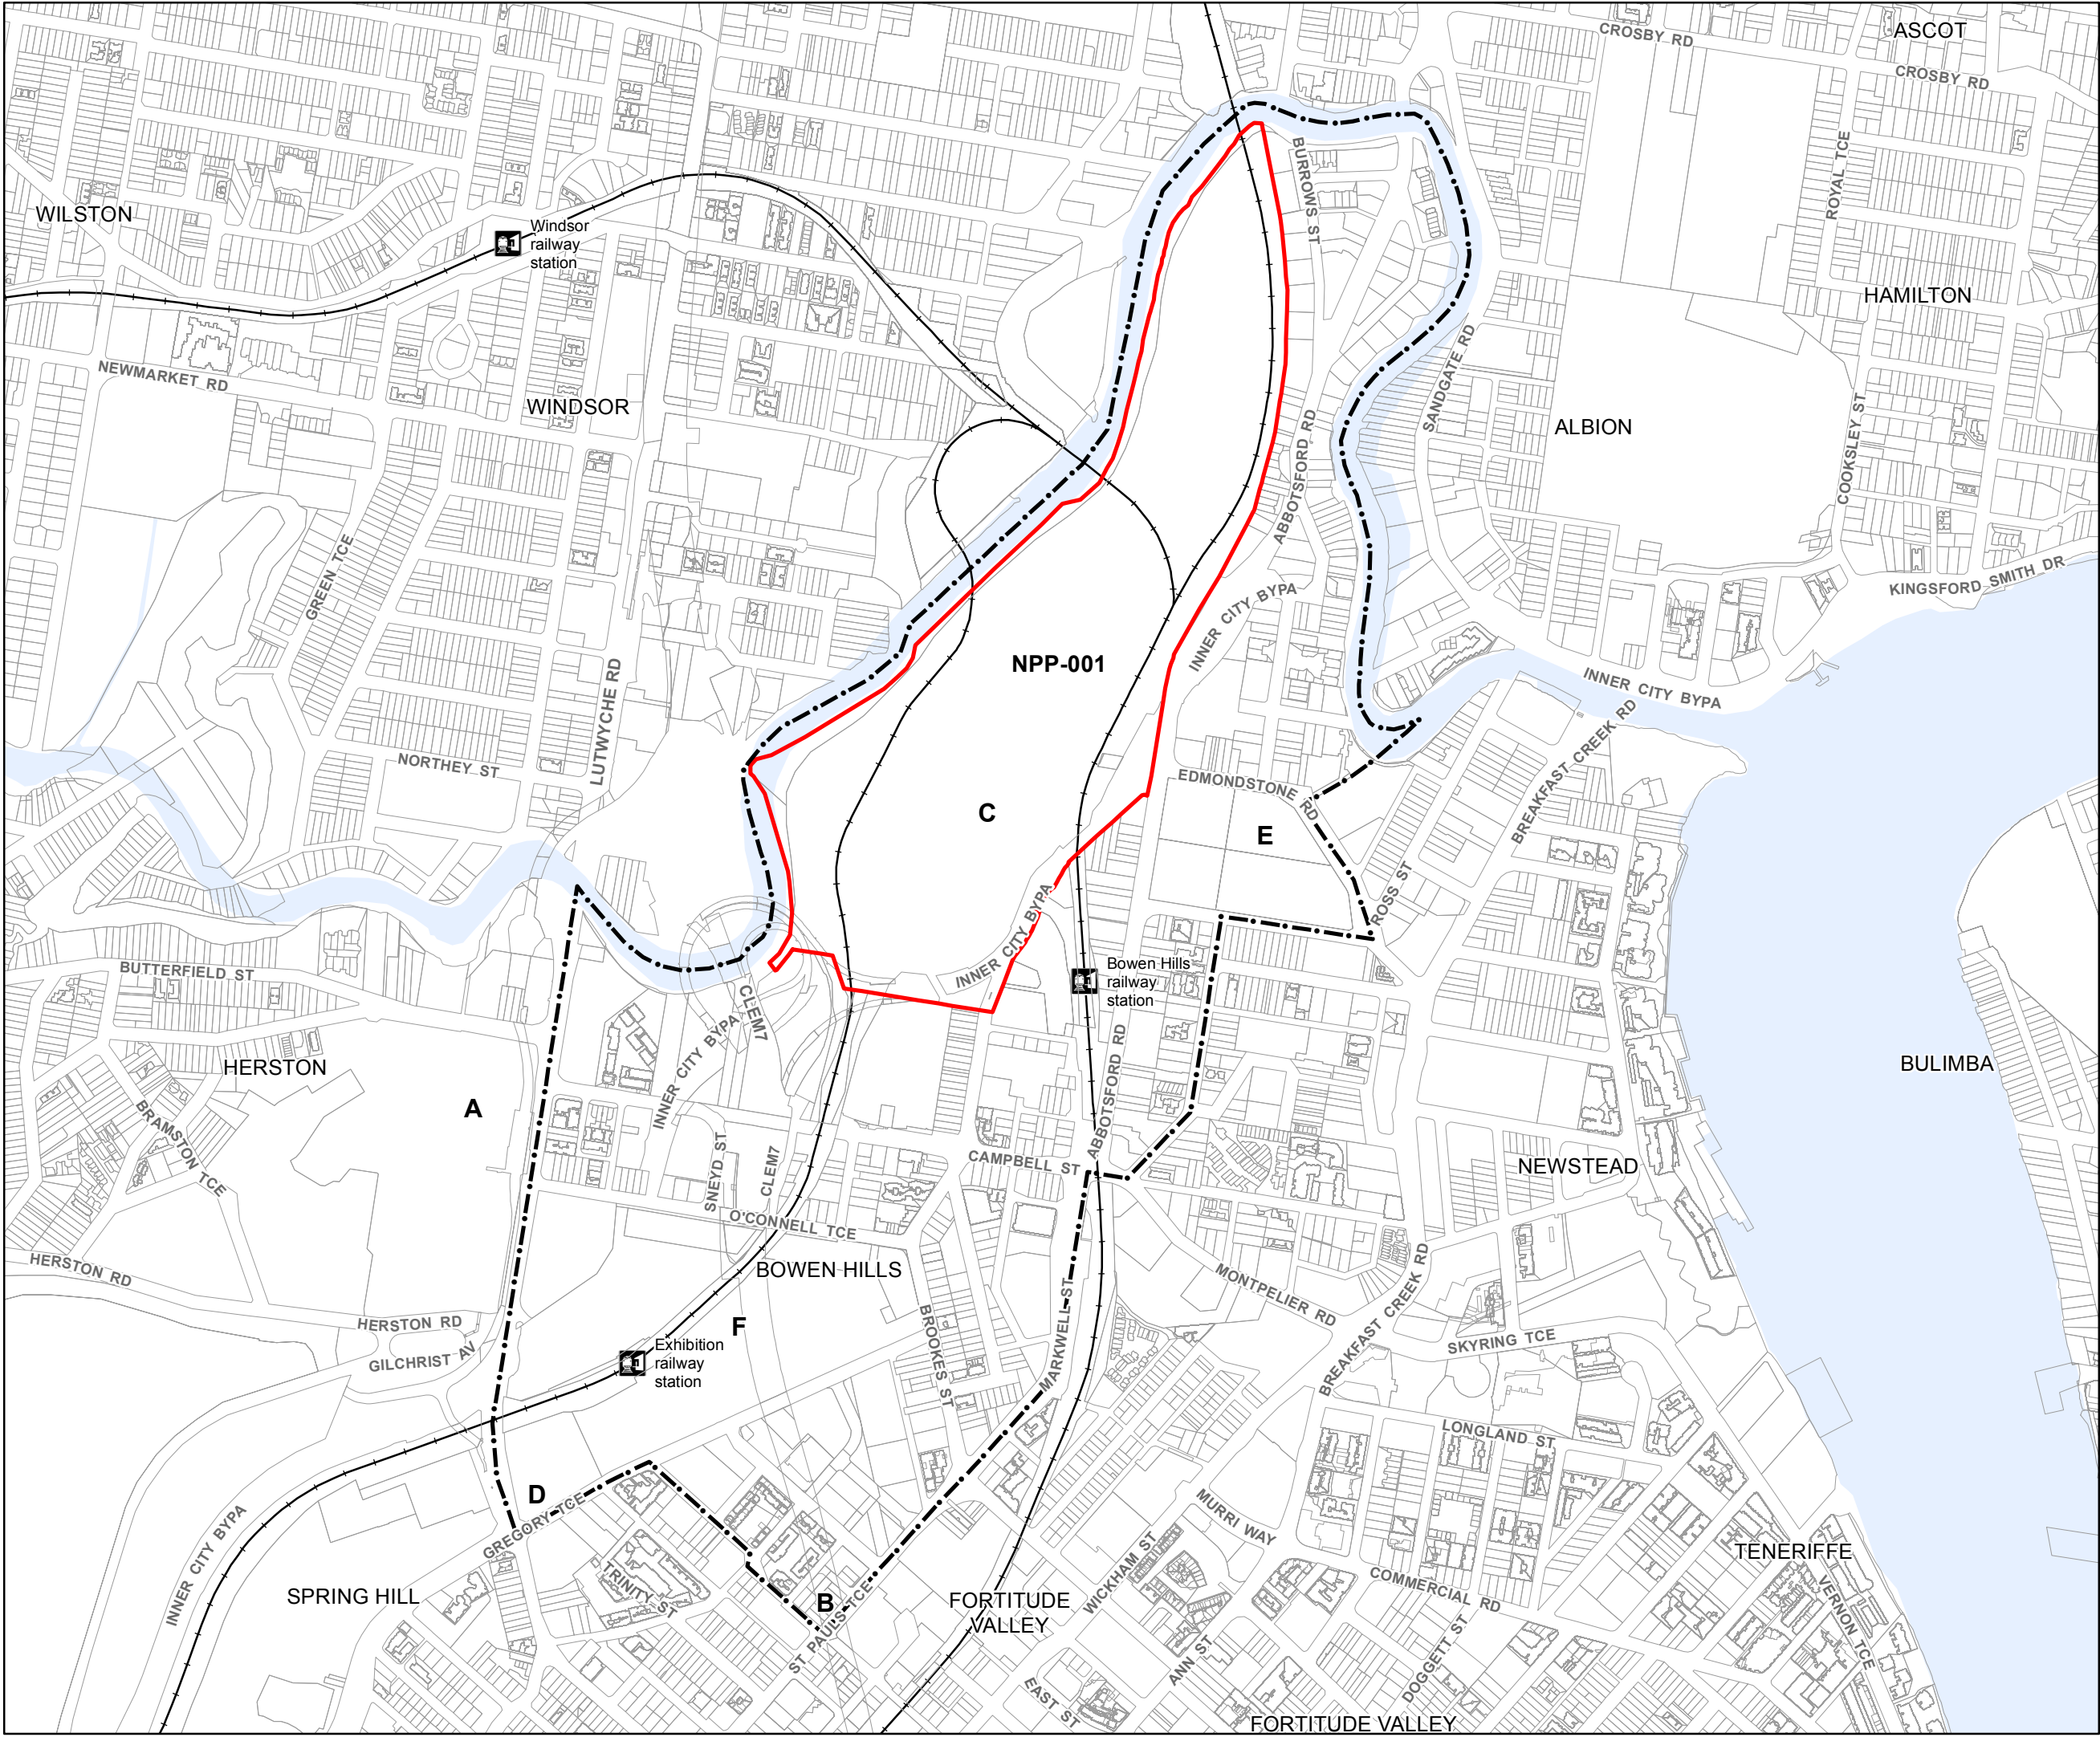 CROSBY RD
ASCOT
CROSBY RD
ROYAL TCE
BURROWS ST
WILSTON
Windsor
railway
station
HAMILTON
SANDGATE RD
NEWMARKET RD
WINDSOR
ALBION
COOKSLEY ST
ABBOTSFORD RD
GREEN TCE
KINGSFORD SMITH DR
INNER CITY BYPA
NPP-001
LUTWYCHE RD
INNER CITY BYPA
BREAKFAST CREEK RD
NORTHEY ST
EDMONDSTONE RD
C
E
ROSS ST
INNER CITY BYPA
BUTTERFIELD ST
Bowen Hills
railway
station
CLEM7
INNER CITY BYPA
HERSTON
BULIMBA
A
ABBOTSFORD RD
BRAMSTON TCE
SNEYD ST
CLEM7
CAMPBELL ST
NEWSTEAD
O'CONNELL TCE
HERSTON RD
BOWEN HILLS
MONTPELIER RD
MARKWELL ST
BREAKFAST CREEK RD
HERSTON RD
F
BROOKES ST
SKYRING TCE
GILCHRIST AV
Exhibition
railway
station
LONGLAND ST
D
GREGORY TCE
INNER CITY BYPA
MURRI WAY
WICKHAM ST
TENERIFFE
TRINITY ST
SPRING HILL
B
ST PAULS TCE
FORTITUDE
VALLEY
COMMERCIAL RD
VERNON TCE
ANN ST
DOGGETT ST
EAST ST
FORTITUDE VALLEY